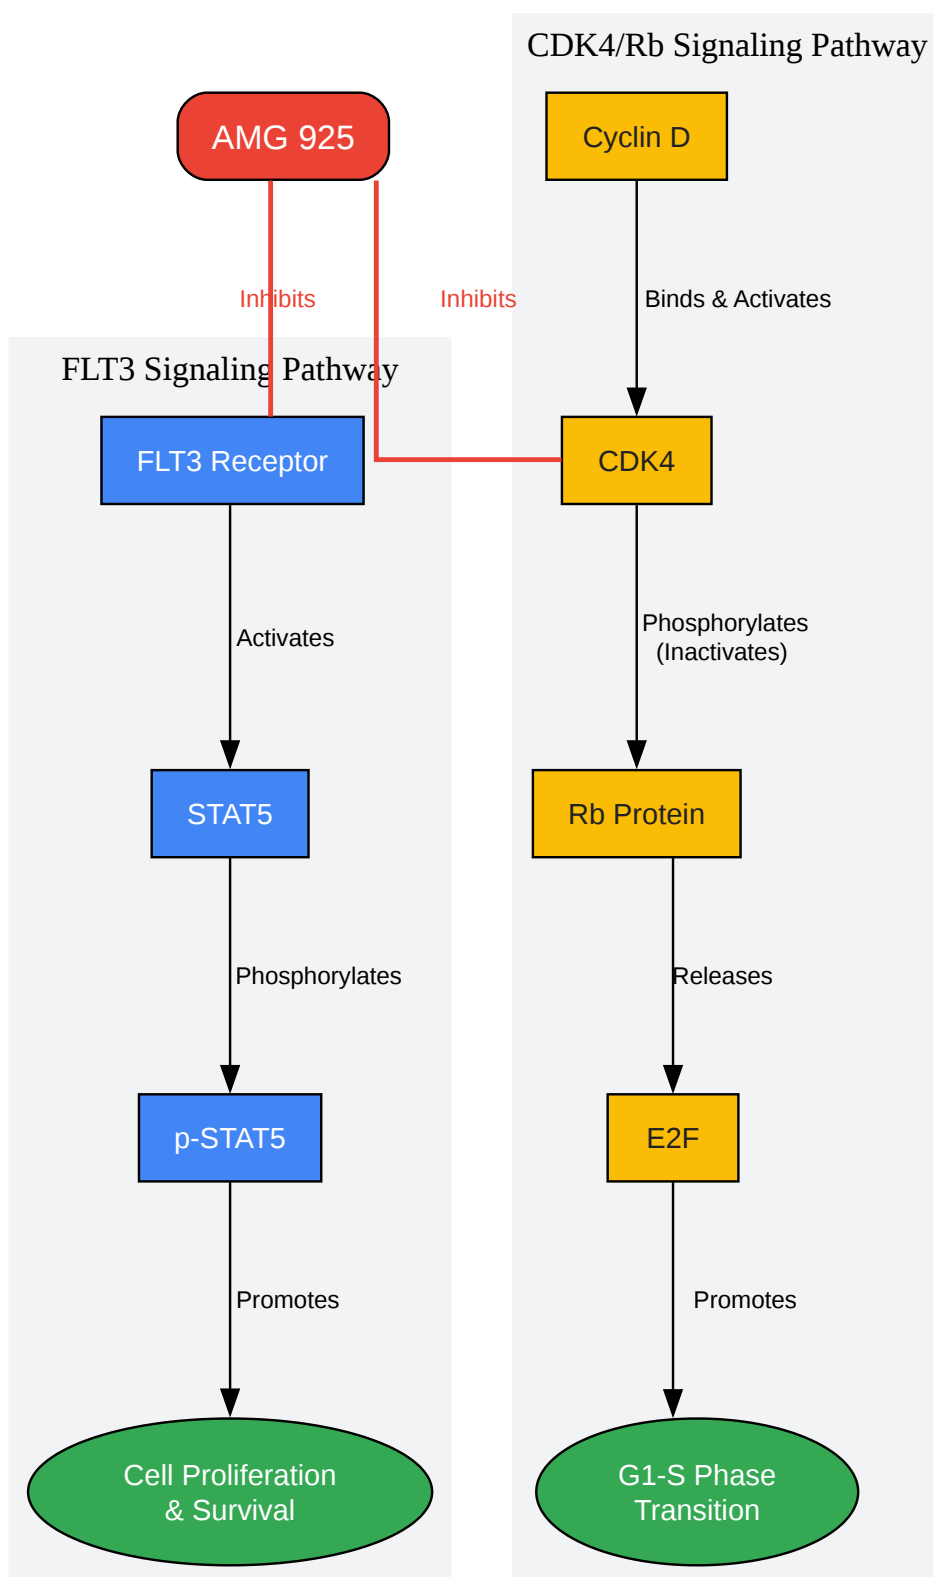 CDK4/Rb Signaling Pathway
AMG 925
Cyclin D
Inhibits
Inhibits
Binds & Activates
FLT3 Signaling Pathway
FLT3 Receptor
CDK4
Activates
Phosphorylates
(Inactivates)
STAT5
Rb Protein
Phosphorylates
Releases
p-STAT5
E2F
Promotes
Promotes
Cell Proliferation
& Survival
G1-S Phase
Transition